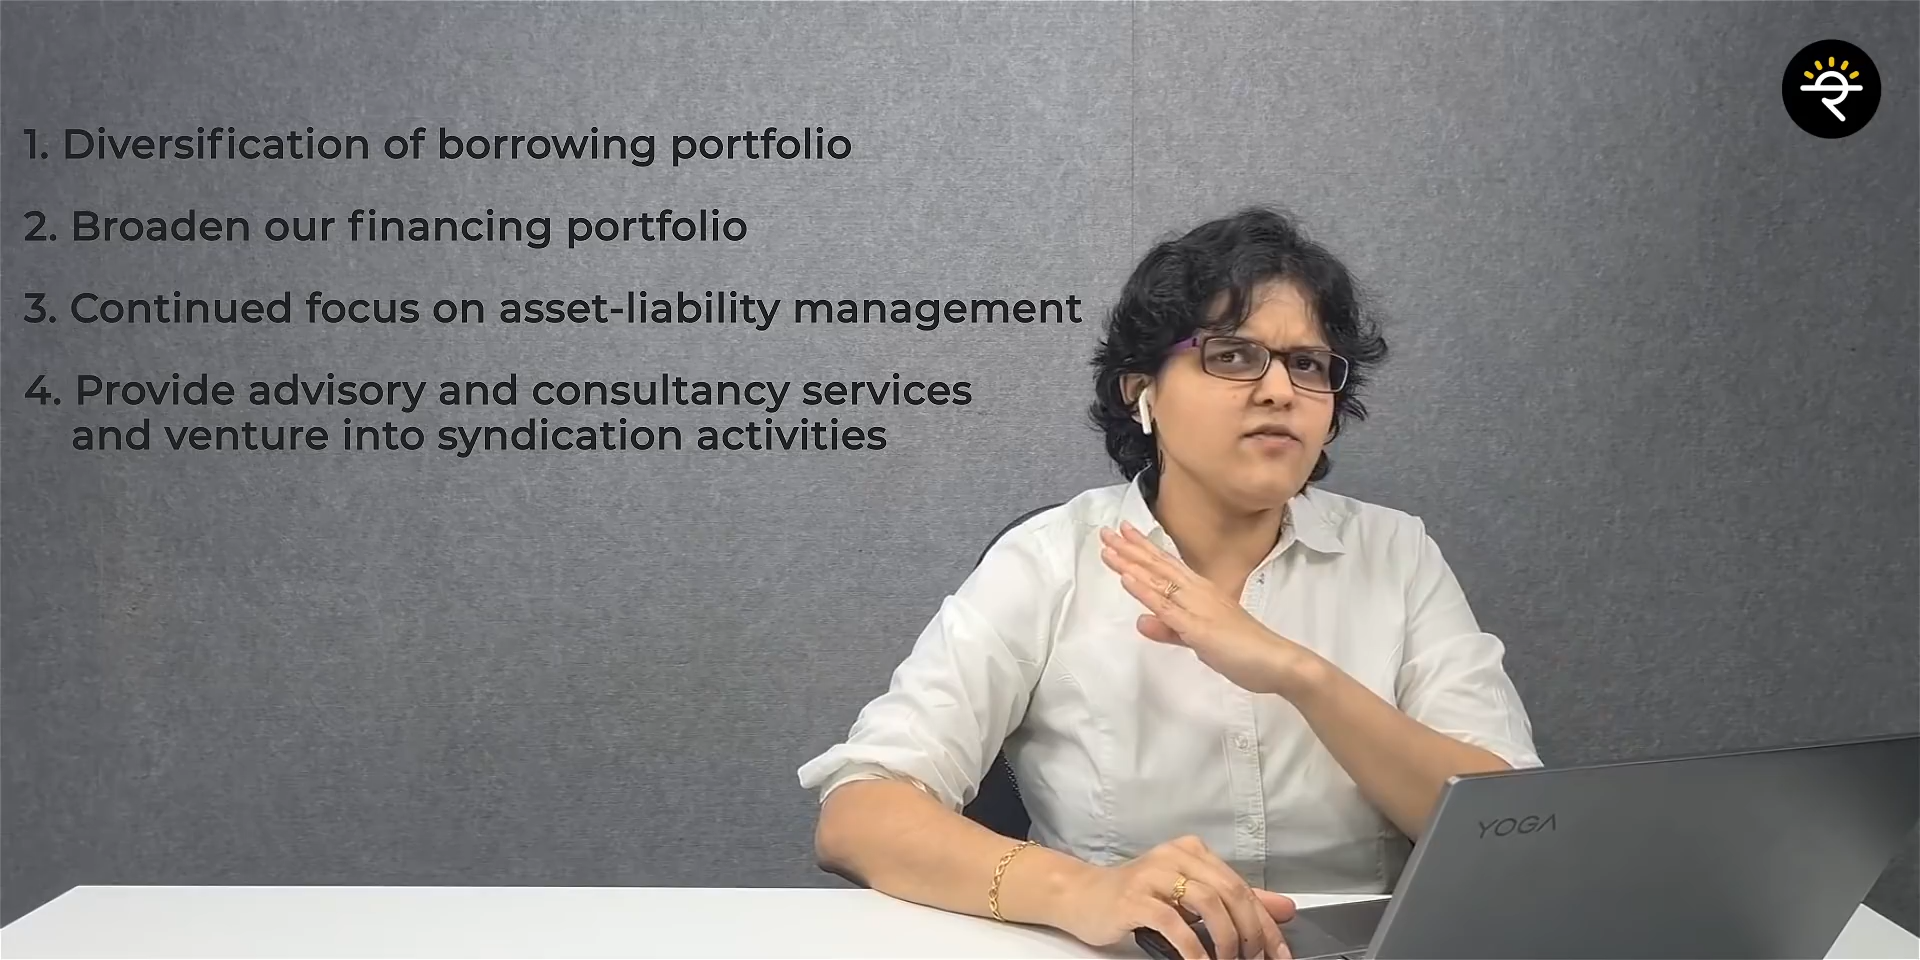 1. Diversification of borrowing portfolio
2. Broaden our financing portfolio
3. Continued focus on asset-liability management
4. Provide advisory and consultancy services
and venture into syndication activities
YOGA